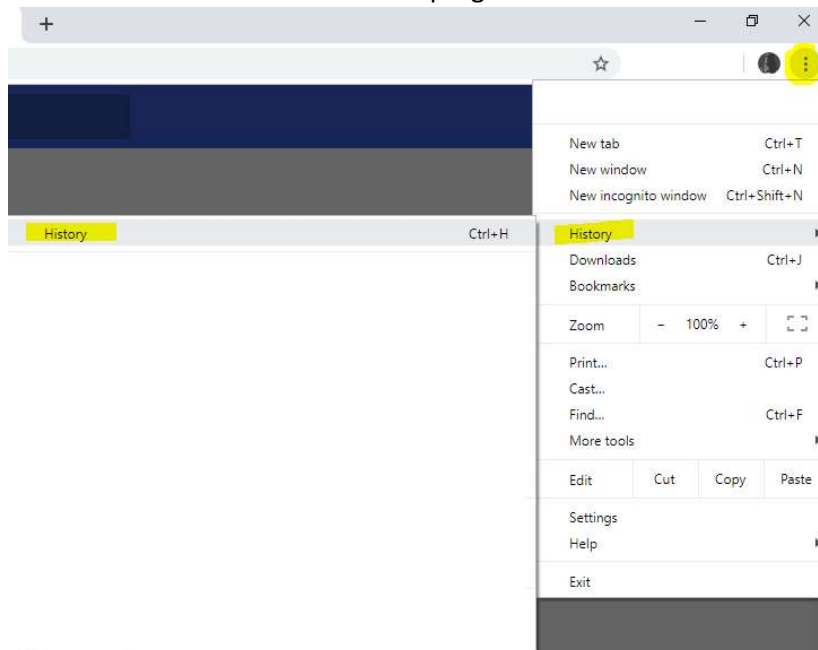 +
New tab Ctrl+T
New window Ctrl+N
New incognito window Ctrl+Shift+N
History Ctrl+H
History
Downloads Ctrl+J
Bookmarks
Zoom - 100% +
Print... Ctrl+P
Cast...
Find... Ctrl+F
More tools
Edit Cut Copy Paste
Settings
Help
Exit